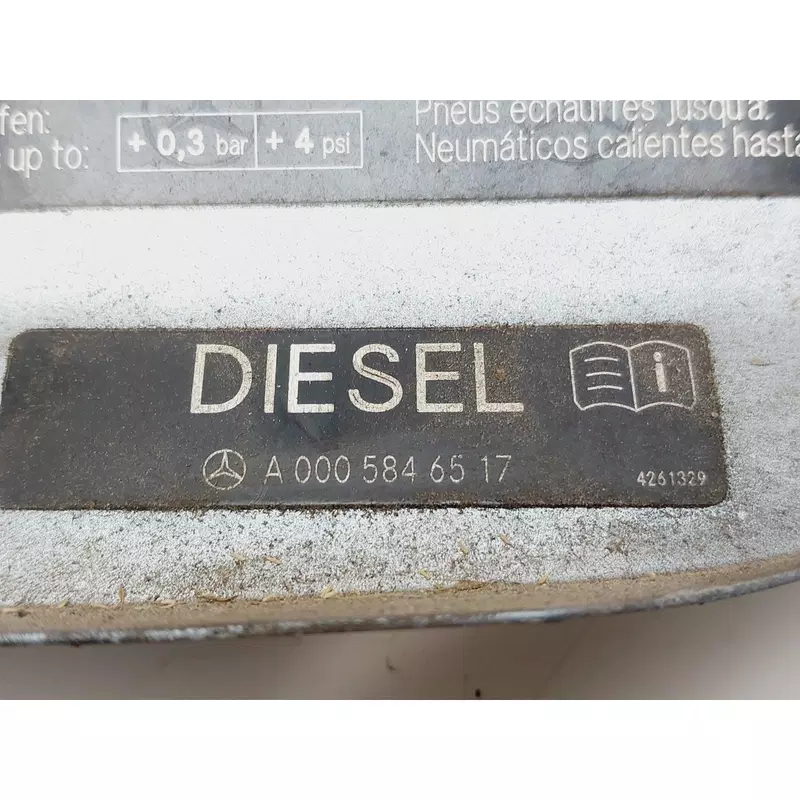 fen: Pneus échauffés jusqu'à:
up to: + 0,3 bar + 4 psi Neumáticos calientes hasta
DIESEL i
A 000 584 65 17 4261329